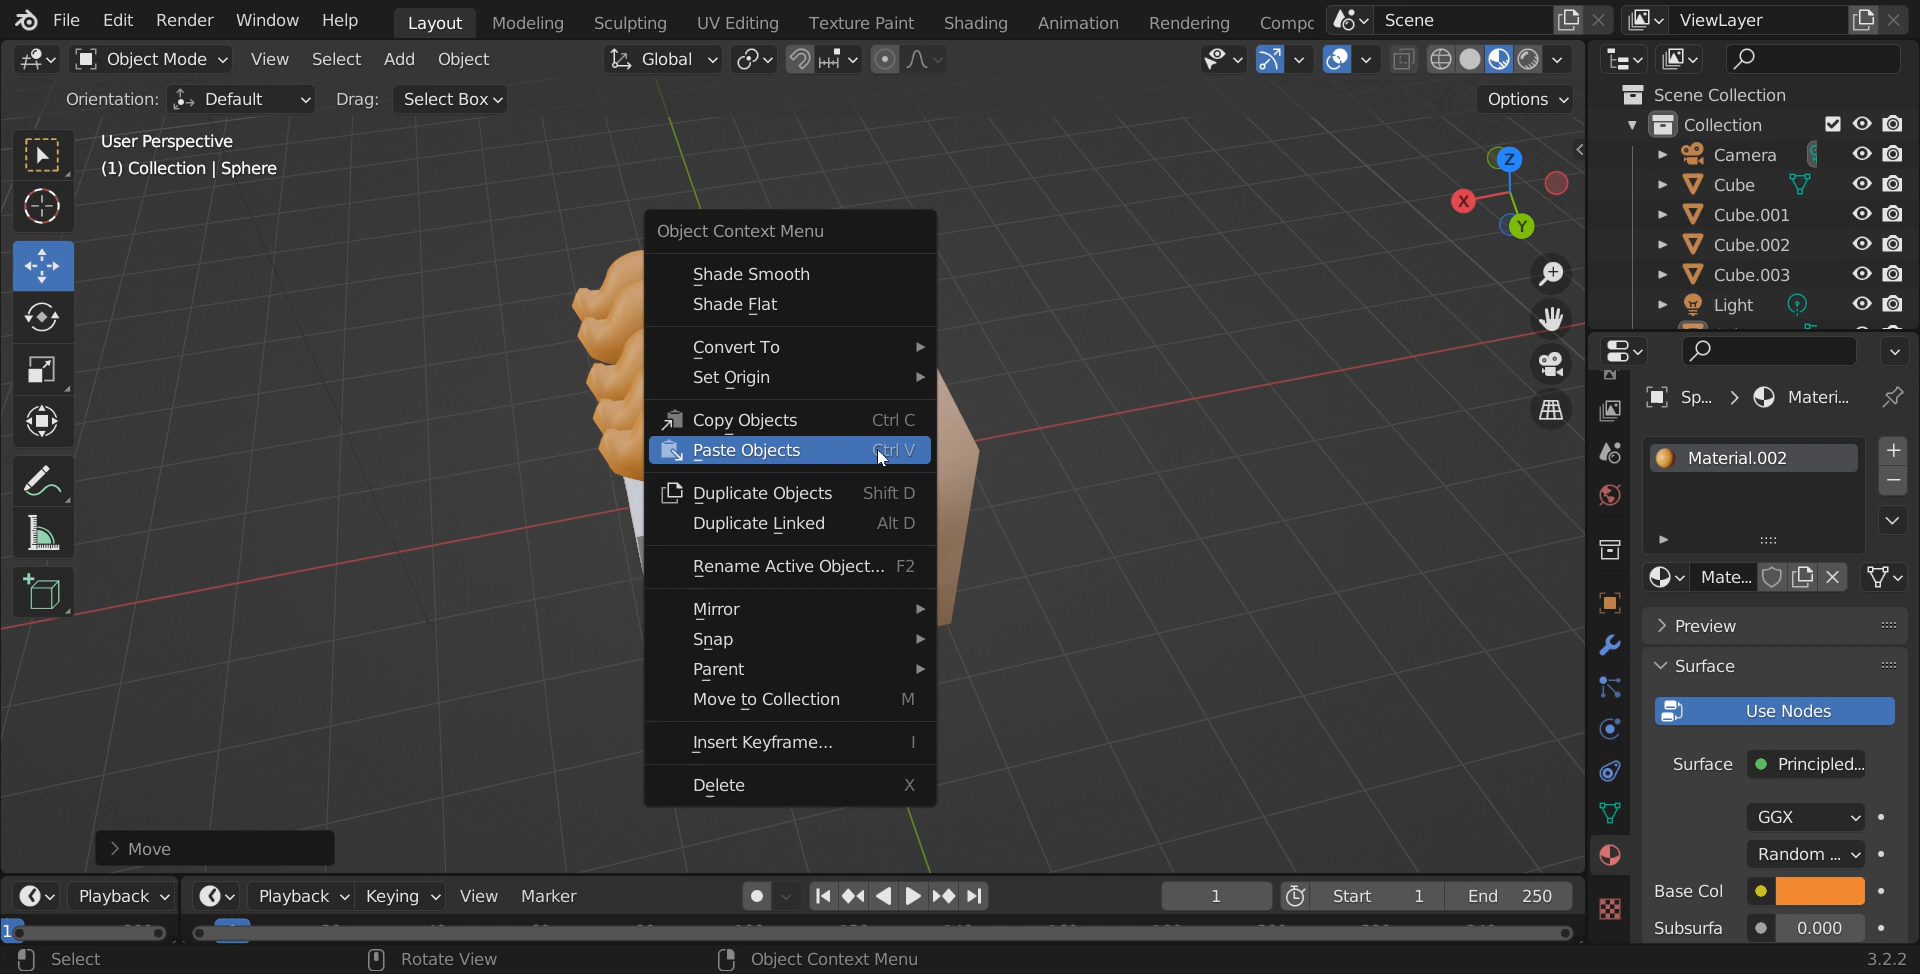 File Edit Render Window Help Layout Modeling Sculpting UV Editing Texture Paint Shading Animation Rendering Compc Scene ViewLayer
Object Mode View Select Add Object Global
Orientation: Default Drag: Select Box Options
User Perspective
(1) Collection | Sphere
Z
X
Y
Object Context Menu
Shade Smooth
Shade Flat
Convert To
Set Origin
Copy Objects Ctrl C
Paste Objects Ctrl V
Duplicate Objects Shift D
Duplicate Linked Alt D
Rename Active Object... F2
Mirror
Snap
Parent
Move to Collection M
Insert Keyframe... I
Delete X
Move
Scene Collection
Collection
Camera
Cube
Cube.001
Cube.002
Cube.003
Light
Sp... Materi...
Material.002
Mate...
Preview
Surface
Use Nodes
Surface Principled...
GGX
Random ...
Base Col
Subsurfa 0.000
Playback Playback Keying View Marker 1 Start 1 End 250
1
Select Rotate View Object Context Menu 3.2.2